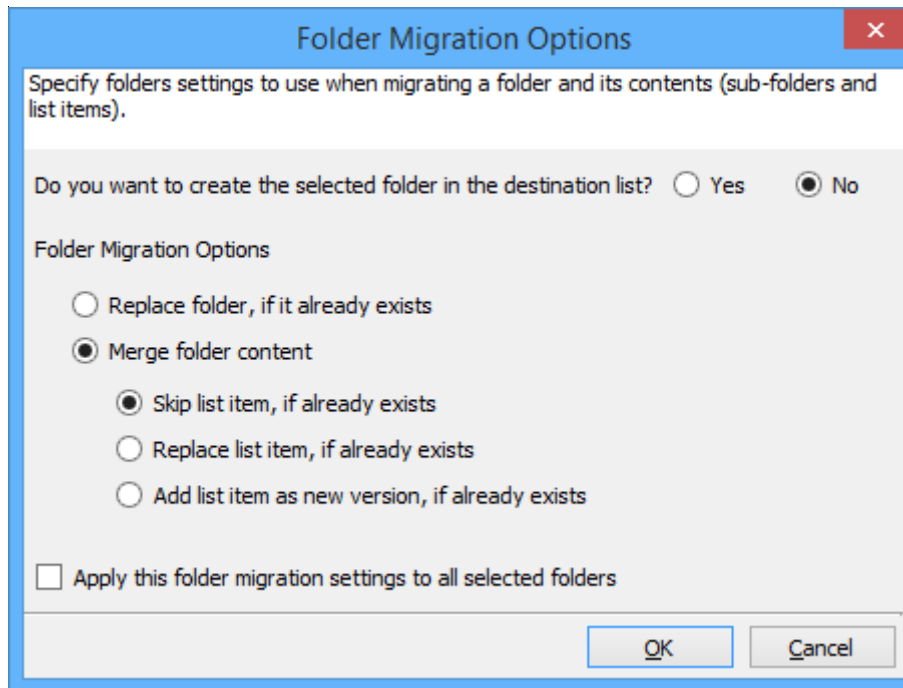 Folder Migration Options
Specify folders settings to use when migrating a folder and its contents (sub-folders and
list items).
Do you want to create the selected folder in the destination list? Yes No
Folder Migration Options
Replace folder, if it already exists
Merge folder content
Skip list item, if already exists
Replace list item, if already exists
Add list item as new version, if already exists
Apply this folder migration settings to all selected folders
OK Cancel